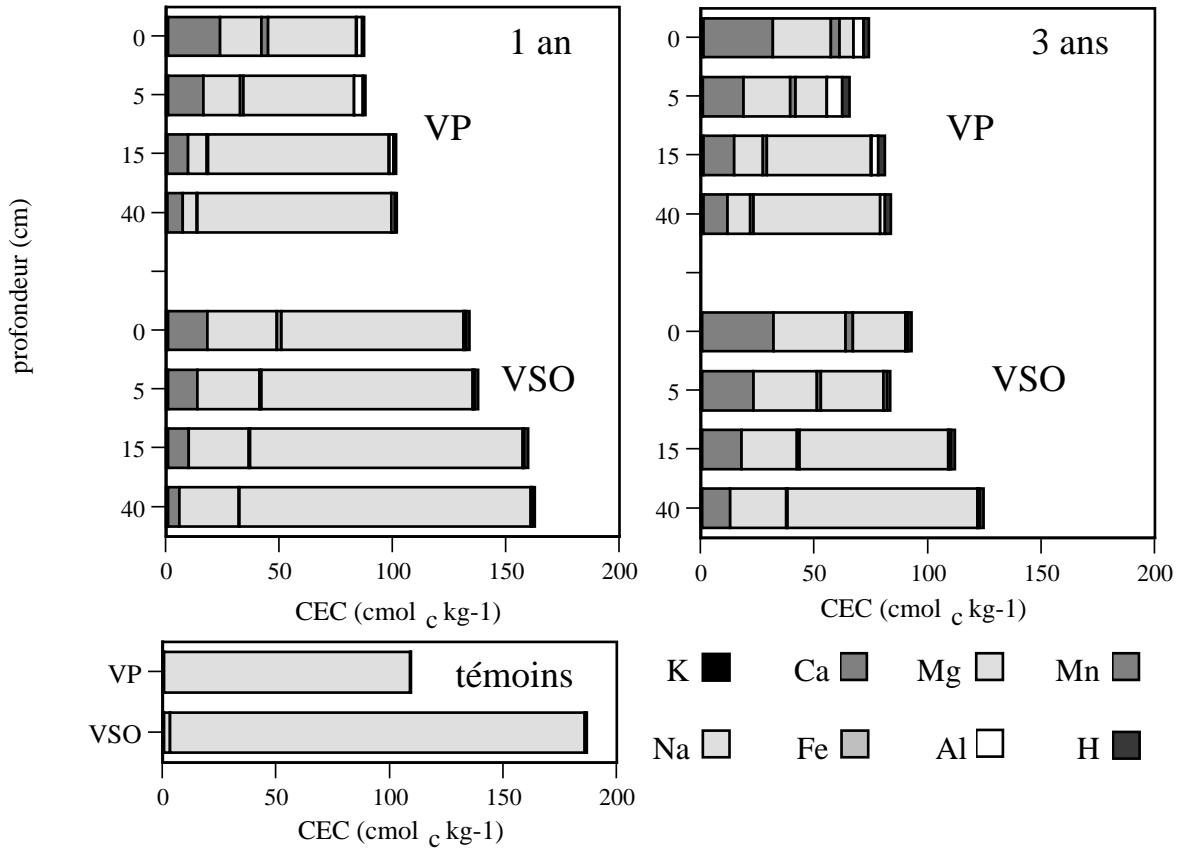 1 an
VP
VSO
profondeur (cm)
0
5
15
40
0
5
15
40
0 50 100 150 200
CEC (cmol c kg-1)
3 ans
VP
VSO
0
5
15
40
0
5
15
40
0 50 100 150 200
CEC (cmol c kg-1)
témoins
VP
VSO
0 50 100 150 200
CEC (cmol c kg-1)
K Ca Mg Mn
Na Fe Al H